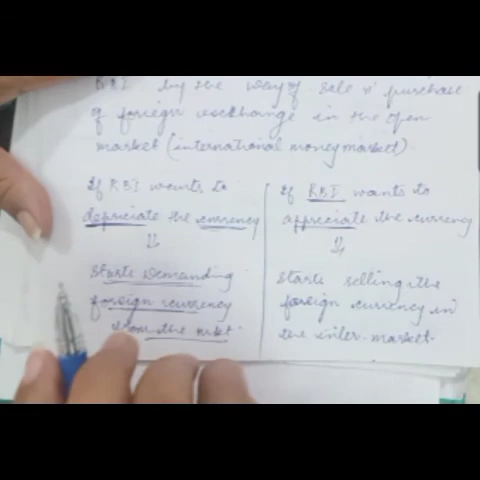 RBI by the way of sale n' purchase
of foreign exchange in the open
market (international money market).
If RBI wants to
depriciate the currency
⇓
starts Demanding
foreign currency
from the mkt.
If RBI wants to
appreciate the currency
⇓
starts selling the
foreign currency in
the inter. market.